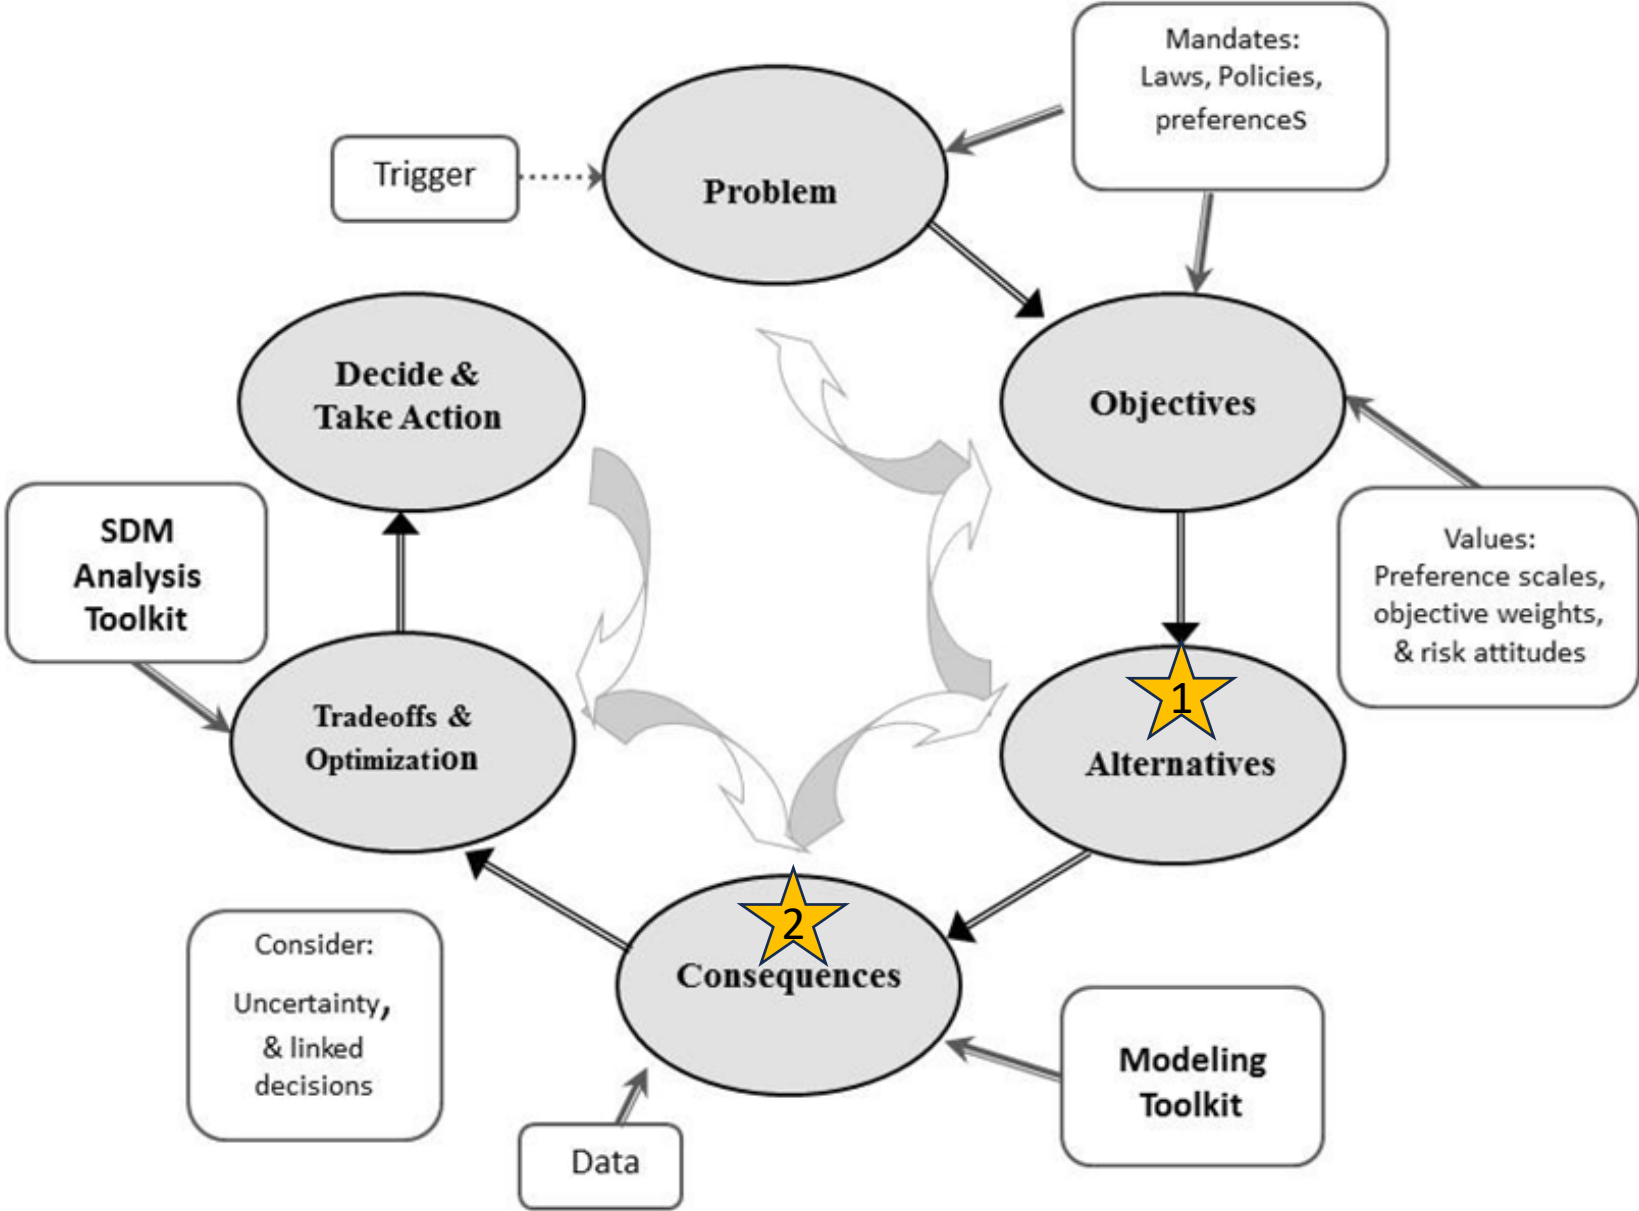 Mandates:
Laws, Policies,
preferences
Trigger
Problem
Decide &
Take Action
Objectives
SDM
Analysis
Toolkit
Values:
Preference scales,
objective weights,
& risk attitudes
Tradeoffs &
Optimization
1
Alternatives
2
Consequences
Consider:
Uncertainty,
& linked
decisions
Modeling
Toolkit
Data